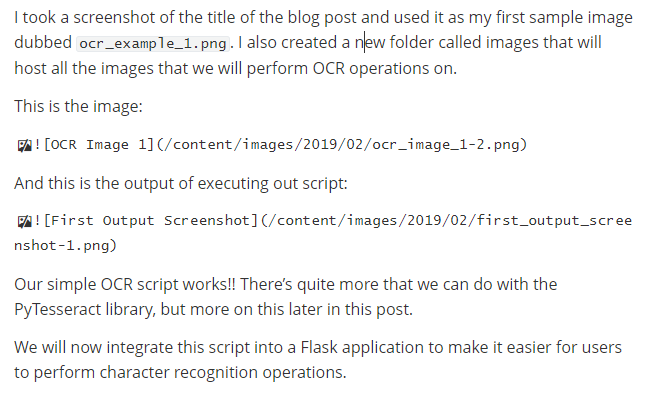 I took a screenshot of the title of the blog post and used it as my first sample image
dubbed ocr_example_1.png. I also created a new folder called images that will
host all the images that we will perform OCR operations on.
This is the image:
![OCR Image 1](/content/images/2019/02/ocr_image_1-2.png)
And this is the output of executing out script:
![First Output Screenshot](/content/images/2019/02/first_output_scree
nshot-1.png)
Our simple OCR script works!! There’s quite more that we can do with the
PyTesseract library, but more on this later in this post.
We will now integrate this script into a Flask application to make it easier for users
to perform character recognition operations.